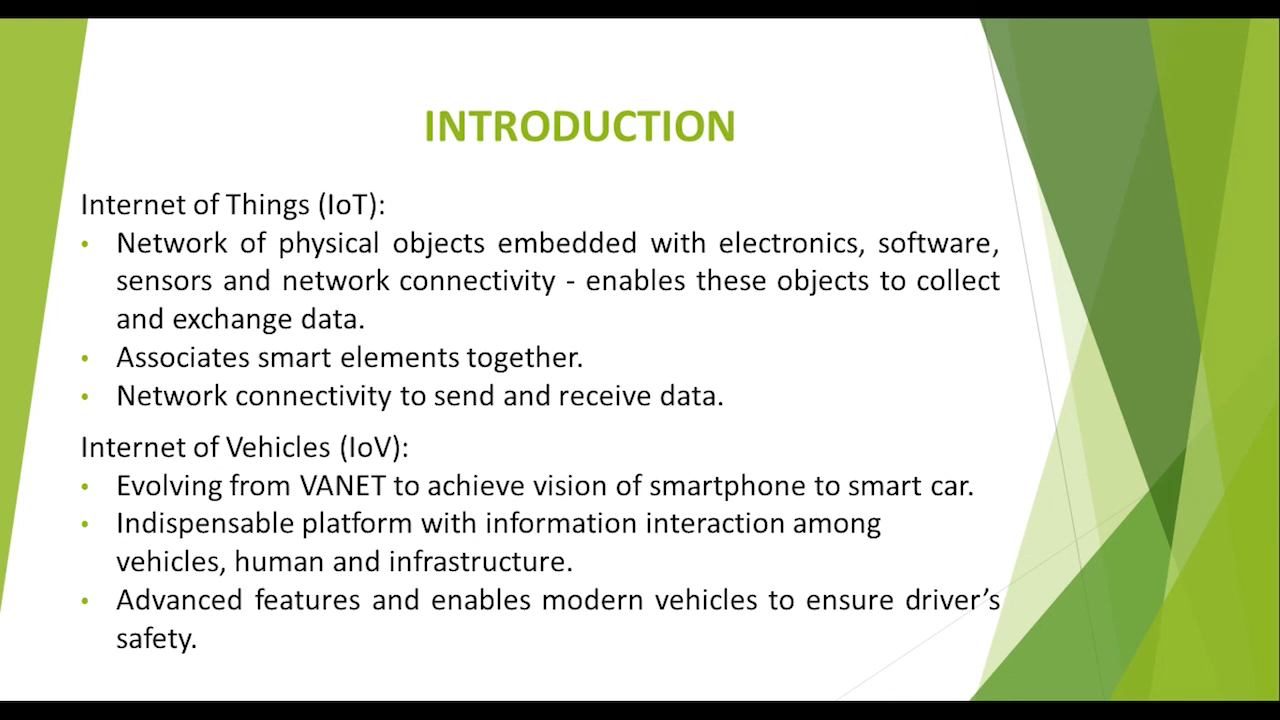 INTRODUCTION
Internet of Things (IoT):
• Network of physical objects embedded with electronics, software,
sensors and network connectivity - enables these objects to collect
and exchange data.
• Associates smart elements together.
• Network connectivity to send and receive data.
Internet of Vehicles (IoV):
• Evolving from VANET to achieve vision of smartphone to smart car.
• Indispensable platform with information interaction among
vehicles, human and infrastructure.
• Advanced features and enables modern vehicles to ensure driver’s
safety.